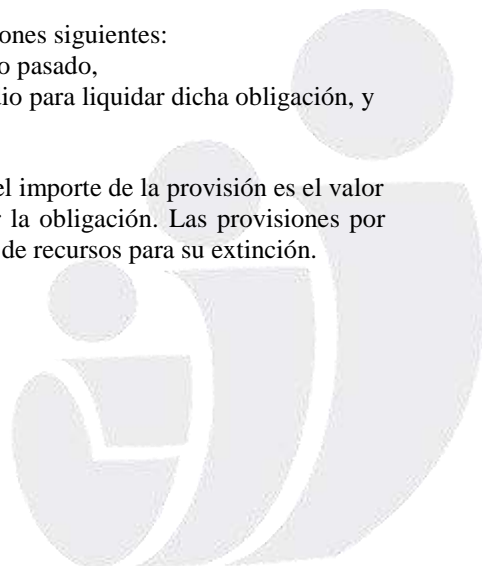 ones siguientes:
o pasado,
io para liquidar dicha obligación, y
el importe de la provisión es el valor
r la obligación. Las provisiones por
de recursos para su extinción.